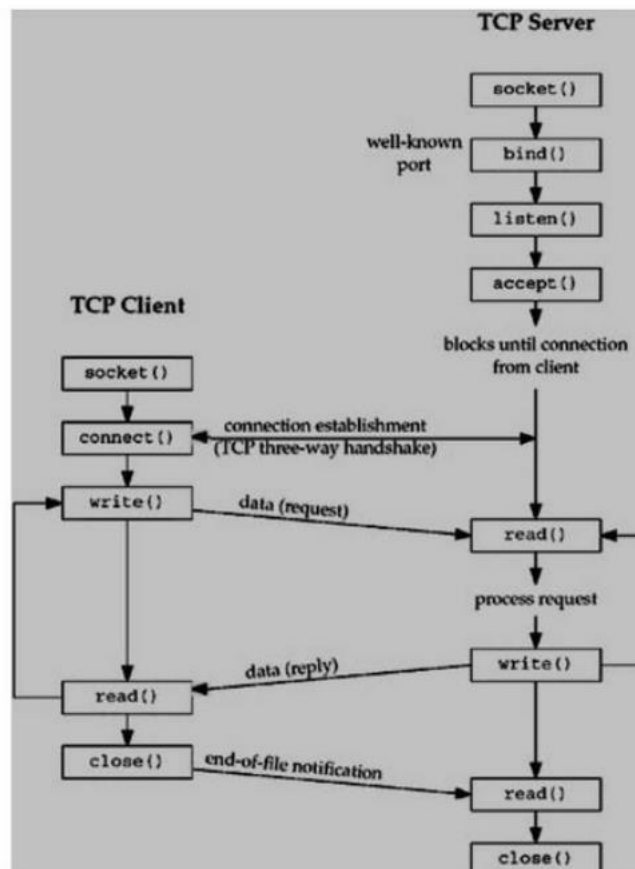 TCP Server
socket()
well-known
port
bind()
listen()
accept()
TCP Client
blocks until connection
from client
socket()
connection establishment
(TCP three-way handshake)
connect()
write()
data (request)
read()
process request
data (reply)
write()
read()
close()
end-of-file notification
read()
close()